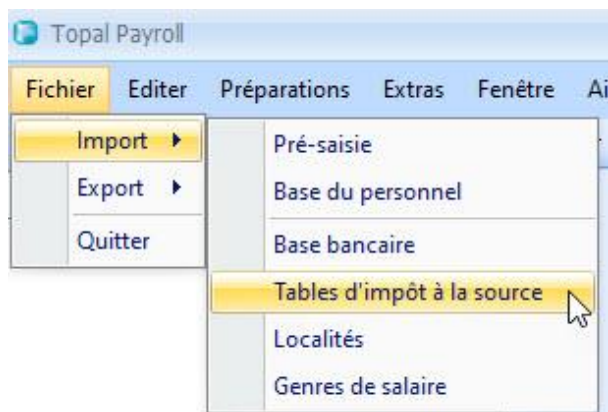 Topal Payroll
Fichier Editer Préparations Extras Fenêtre
Import
Export
Quitter
Pré-saisie
Base du personnel
Base bancaire
Tables d'impôt à la source
Localités
Genres de salaire